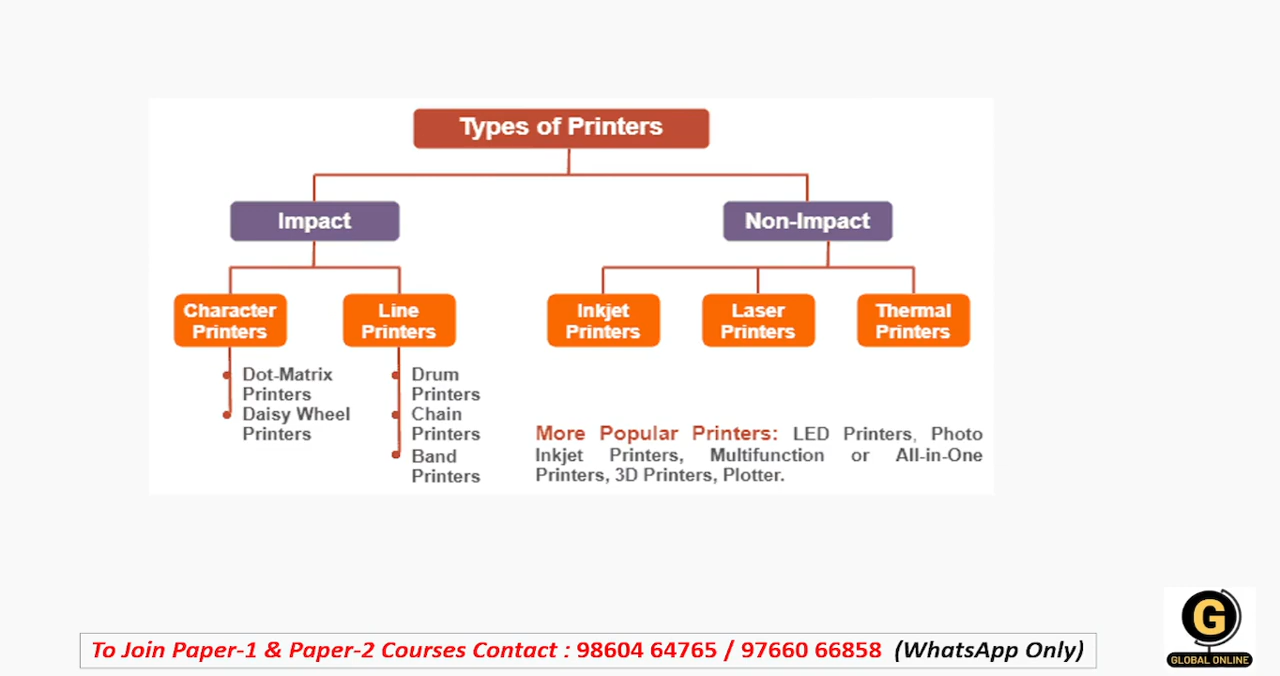 Types of Printers
Impact
Non-Impact
Character
Printers
Line
Printers
Inkjet
Printers
Laser
Printers
Thermal
Printers
Dot-Matrix
Printers
Daisy Wheel
Printers
Drum
Printers
Chain
Printers
Band
Printers
More Popular Printers: LED Printers, Photo
Inkjet Printers, Multifunction or All-in-One
Printers, 3D Printers, Plotter.
To Join Paper-1 & Paper-2 Courses Contact : 98604 64765 / 97660 66858 (WhatsApp Only)
G
GLOBAL ONLINE